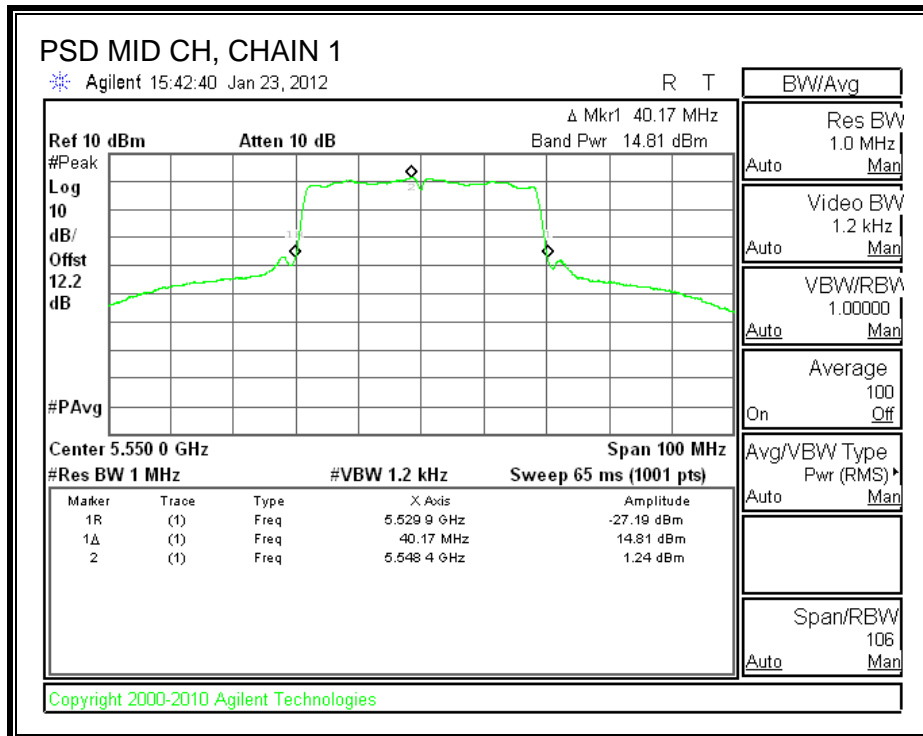 PSD MID CH, CHAIN 1
Agilent 15:42:40 Jan 23, 2012 R T
BW/Avg
Δ Mkr1 40.17 MHz
Ref 10 dBm Atten 10 dB Band Pwr 14.81 dBm
#Peak
Log
10
dB/
Offst
12.2
dB
#PAvg
1R
2
1
Center 5.550 0 GHz Span 100 MHz
#Res BW 1 MHz #VBW 1.2 kHz Sweep 65 ms (1001 pts)
Marker Trace Type X Axis Amplitude
1R (1) Freq 5.529 9 GHz -27.19 dBm
1Δ (1) Freq 40.17 MHz 14.81 dBm
2 (1) Freq 5.548 4 GHz 1.24 dBm
Res BW
1.0 MHz
Auto Man
Video BW
1.2 kHz
Auto Man
VBW/RBW
1.00000
Auto Man
Average
100
On Off
Avg/VBW Type
Pwr (RMS)
Auto Man
Span/RBW
106
Auto Man
Copyright 2000-2010 Agilent Technologies